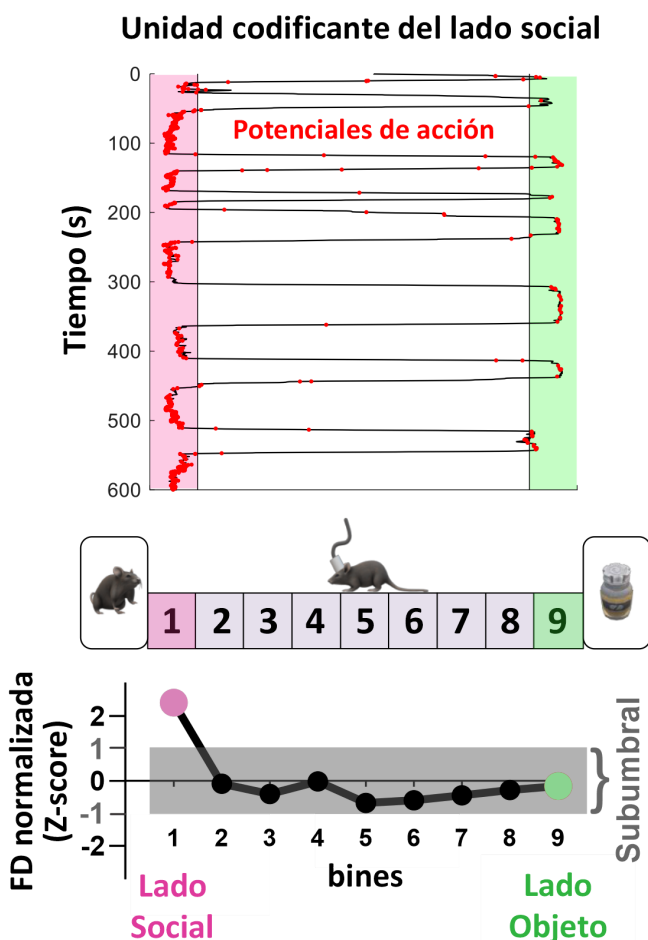 Unidad codificante del lado social
0
100
200
300
400
500
600
Tiempo (s)
Potenciales de acción
1 2 3 4 5 6 7 8 9
FD normalizada
(Z-score)
2
1
0
-1
-2
1 2 3 4 5 6 7 8 9
bines
Subumbral
Lado
Social
Lado
Objeto